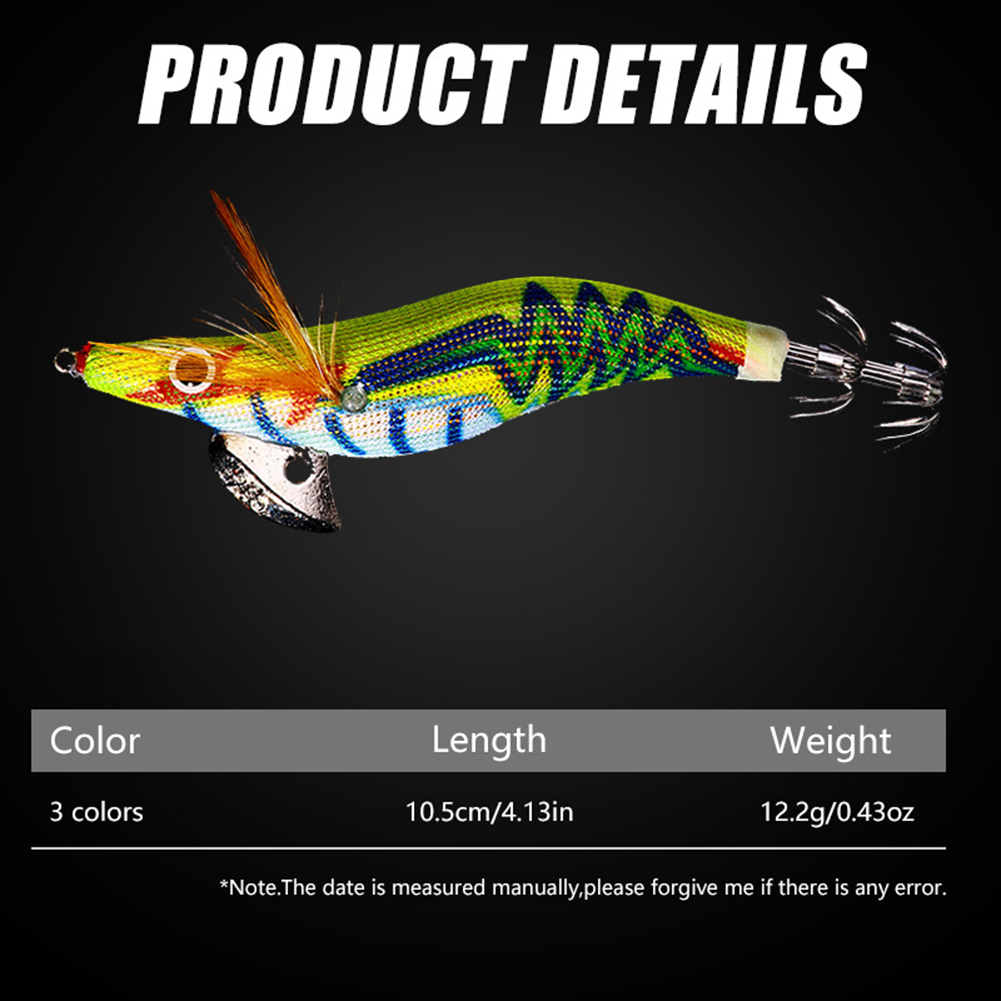 PRODUCT DETAILS
Color Length Weight
3 colors 10.5cm/4.13in 12.2g/0.43oz
*Note.The date is measured manually,please forgive me if there is any error.